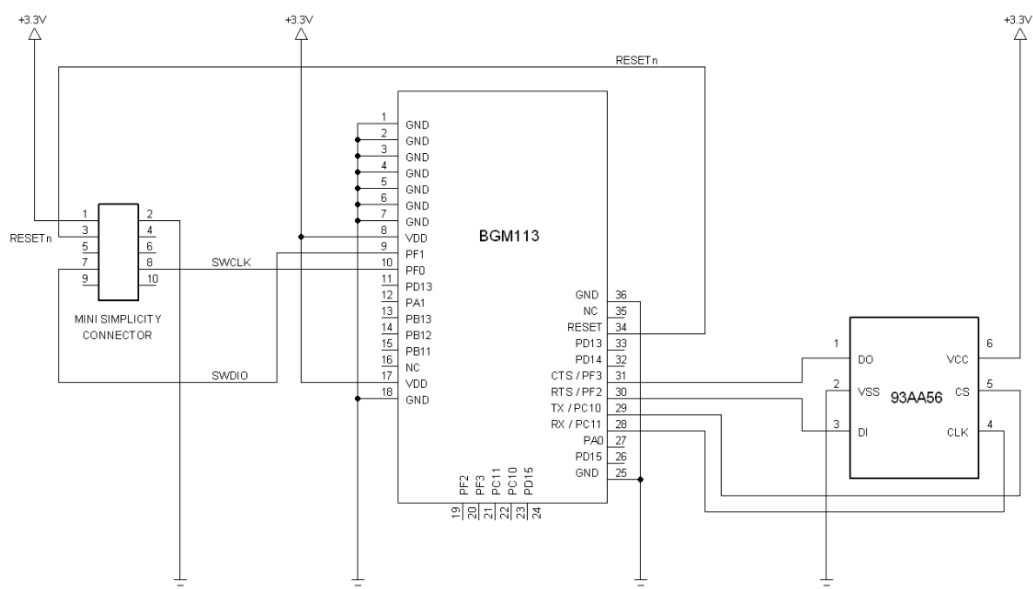 +3.3V
+3.3V
+3.3V
RESETn
1 GND
2 GND
3 GND
4 GND
5 GND
6 GND
7 GND
8 VDD
9 PF1
10 PF0
11 PD13
12 PA1
13 PB13
14 PB12
15 PB11
16 NC
17 VDD
18 GND
BGM113
1 2
RESETn 3 4
5 6
7 8
9 10
MINI SIMPLICITY
CONNECTOR
SWCLK
SWDIO
GND 36
NC 35
RESET 34
PD13 33
PD14 32
CTS / PF3 31
RTS / PF2 30
TX / PC10 29
RX / PC11 28
PA0 27
PD15 26
GND 25
PF2 PF3 PC11 PC10 PD15
19 20 21 22 23 24
1 DO VCC 6
2 VSS 93AA56 CS 5
3 DI CLK 4